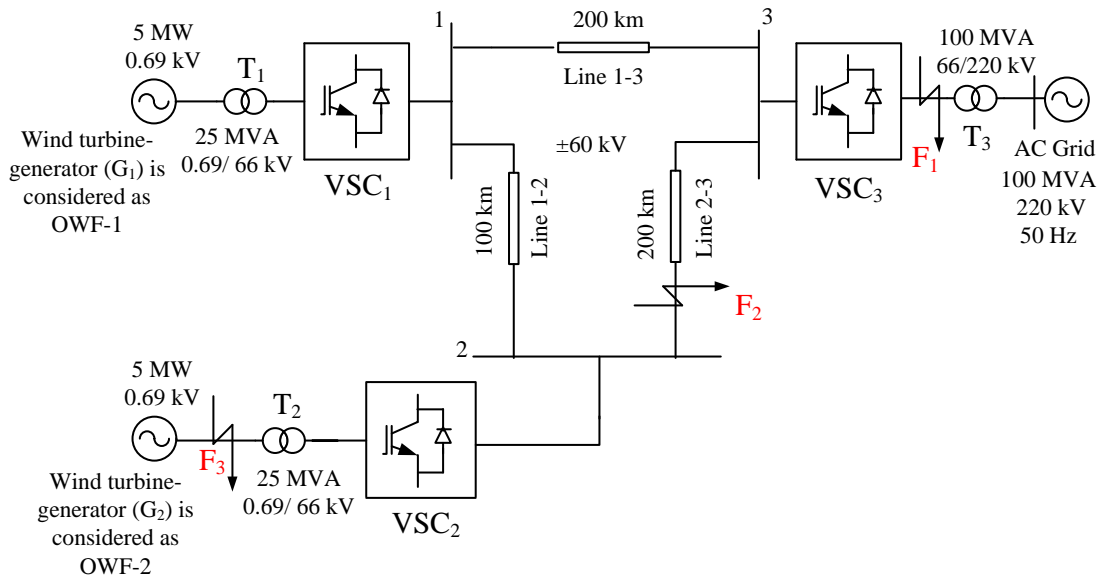 5 MW
0.69 kV
T1
25 MVA
0.69/ 66 kV
Wind turbine-
generator (G1) is
considered as
OWF-1
VSC1
1
200 km
Line 1-3
±60 kV
3
100 km
Line 1-2
200 km
Line 2-3
VSC3
100 MVA
66/220 kV
T3
F1
AC Grid
100 MVA
220 kV
50 Hz
F2
2
5 MW
0.69 kV
T2
F3
25 MVA
0.69/ 66 kV
Wind turbine-
generator (G2) is
considered as
OWF-2
VSC2